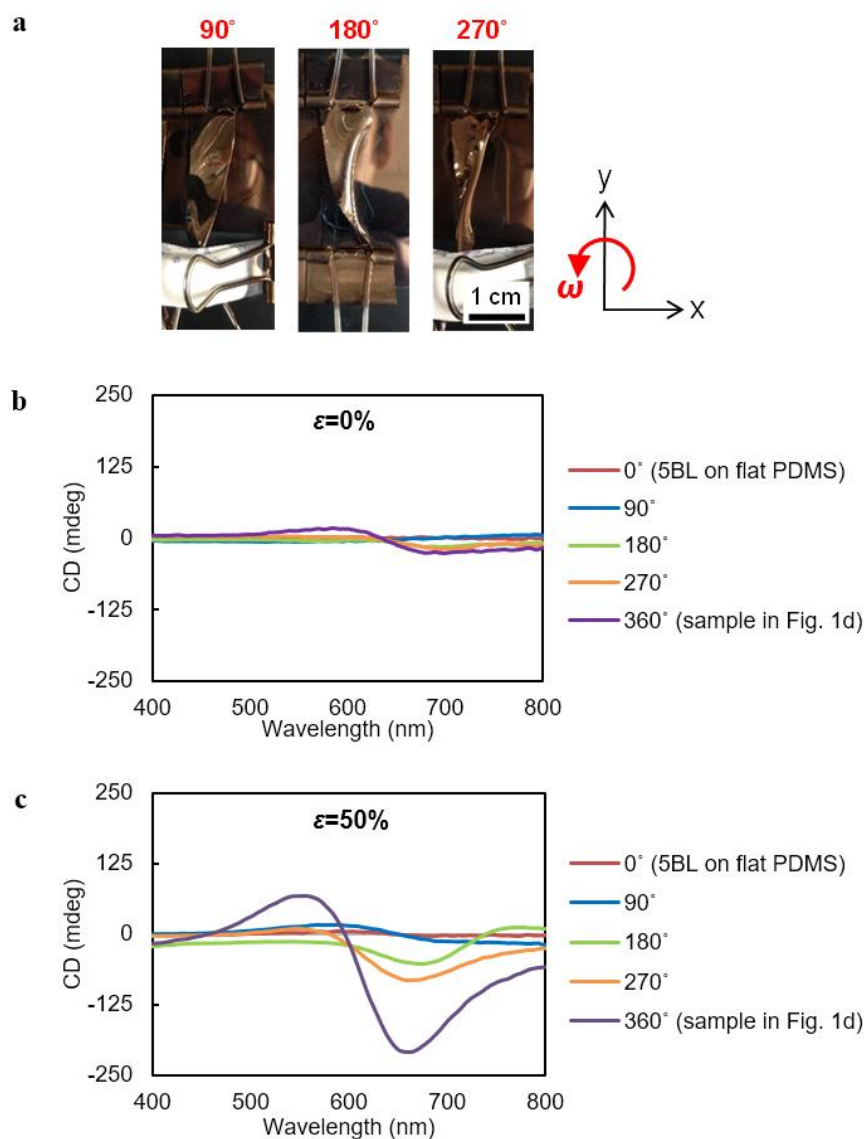 a
90° 180° 270°
y
ω
x
1 cm
b
ε=0%
CD (mdeg)
250
125
0
-125
-250
400 500 600 700 800
Wavelength (nm)
0° (5BL on flat PDMS)
90°
180°
270°
360° (sample in Fig. 1d)
c
ε=50%
CD (mdeg)
250
125
0
-125
-250
400 500 600 700 800
Wavelength (nm)
0° (5BL on flat PDMS)
90°
180°
270°
360° (sample in Fig. 1d)